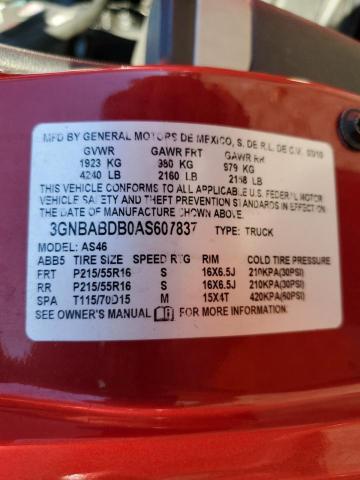 MFD BY GENERAL MOTORS DE MEXICO, S. DE R.L. DE C.V. 03/10
GVWR GAWR FRT GAWR RR
1923 KG 980 KG 979 KG
4240 LB 2160 LB 2158 LB
THIS VEHICLE CONFORMS TO ALL APPLICABLE U.S. FEDERAL MOTOR
VEHICLE SAFETY AND THEFT PREVENTION STANDARDS IN EFFECT ON
THE DATE OF MANUFACTURE SHOWN ABOVE.
3GNBABDB0AS607837 TYPE: TRUCK
MODEL: AS46
ABB5 TIRE SIZE SPEED RTG RIM COLD TIRE PRESSURE
FRT P215/55R16 S 16X6.5J 210KPA(30PSI)
RR P215/55R16 S 16X6.5J 210KPA(30PSI)
SPA T115/70D15 M 15X4T 420KPA(60PSI)
SEE OWNER'S MANUAL FOR MORE INFORMATION.